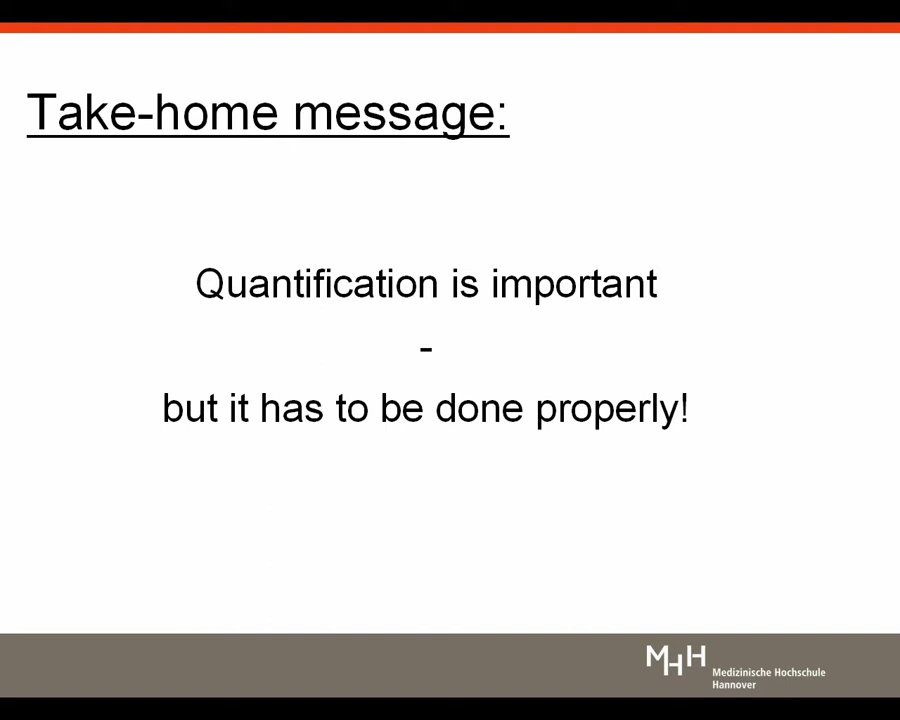 Take-home message:
Quantification is important
-
but it has to be done properly!
MHH
Medizinische Hochschule
Hannover